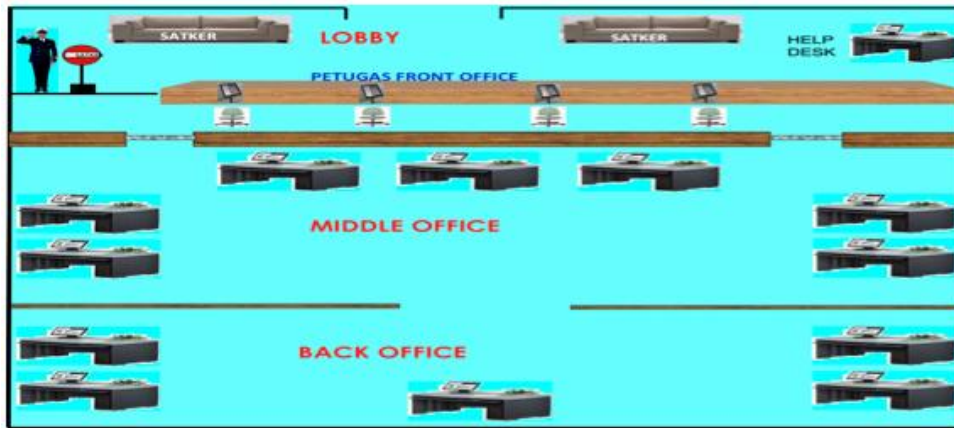 SATKER
LOBBY
SATKER
HELP
DESK
PETUGAS FRONT OFFICE
MIDDLE OFFICE
BACK OFFICE